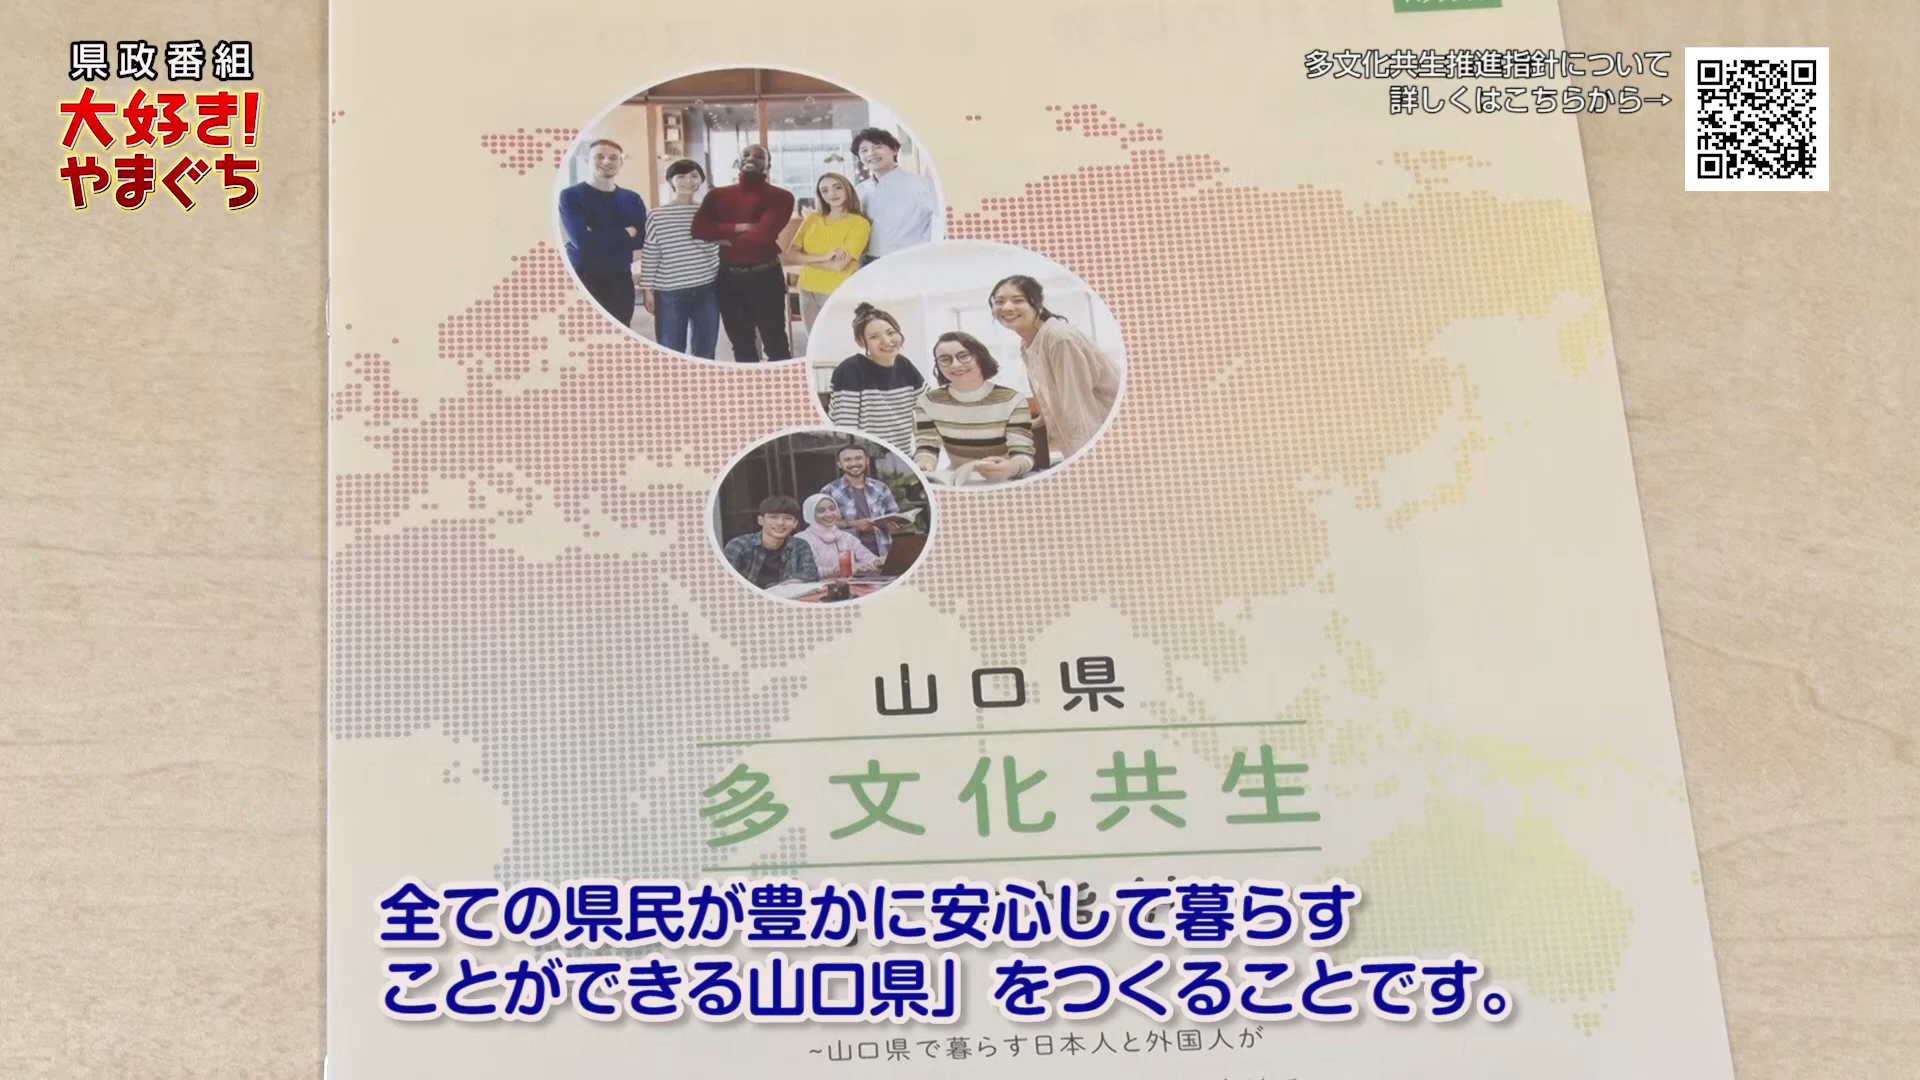 県政番組
大好き!
やまぐち
多文化共生推進指針について
詳しくはこちらから→
山口県
多文化共生
全ての県民が豊かに安心して暮らす
ことができる山口県」をつくることです。
~山口県で暮らす日本人と外国人が